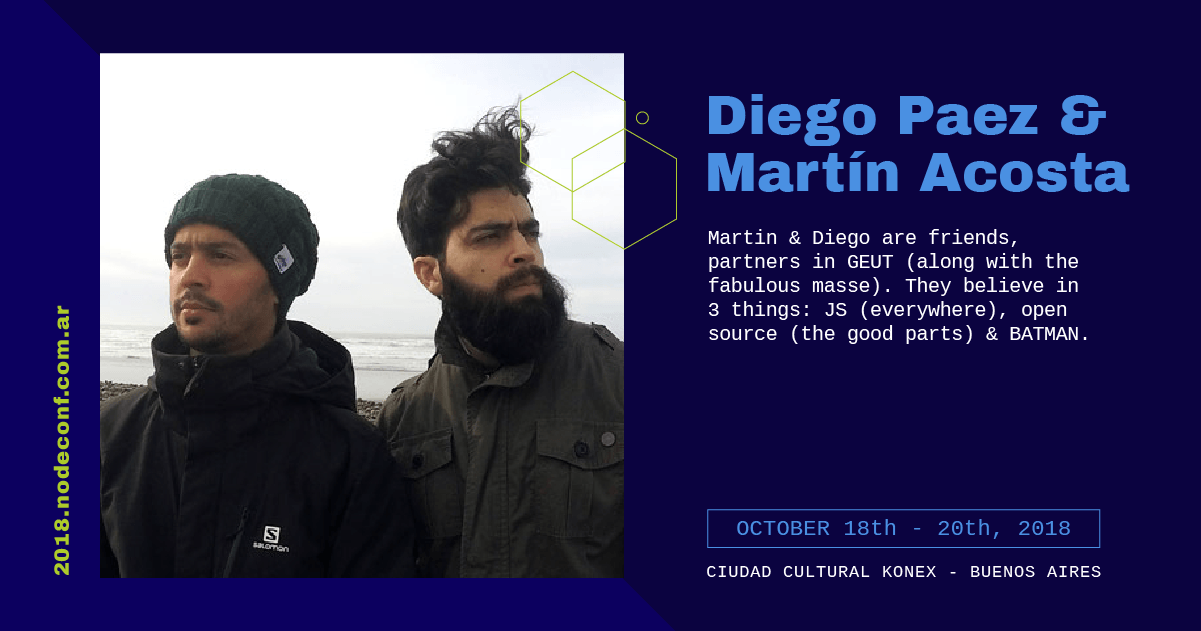 Diego Paez &
Martín Acosta
Martin & Diego are friends,
partners in GEUT (along with the
fabulous masse). They believe in
3 things: JS (everywhere), open
source (the good parts) & BATMAN.
OCTOBER 18th - 20th, 2018
CIUDAD CULTURAL KONEX - BUENOS AIRES
2018.nodeconf.com.ar
S
salomon